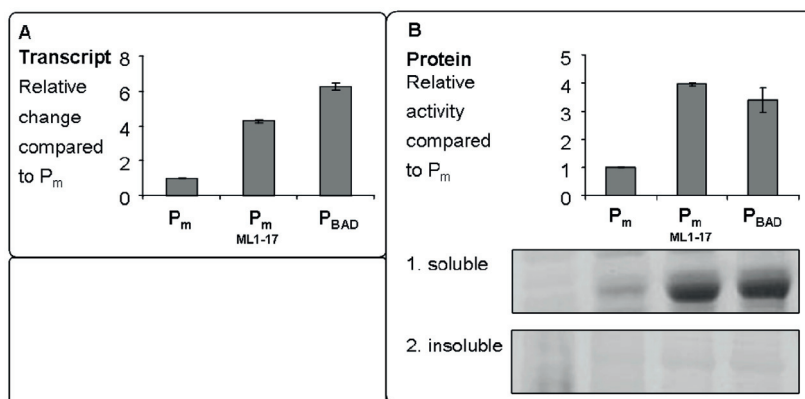 A
Transcript
Relative
change
compared
to Pm
8
6
4
2
0
Pm
Pm
PBAD
ML1-17
B
Protein
Relative
activity
compared
to Pm
5
4
3
2
1
0
Pm
Pm
PBAD
ML1-17
1. soluble
2. insoluble